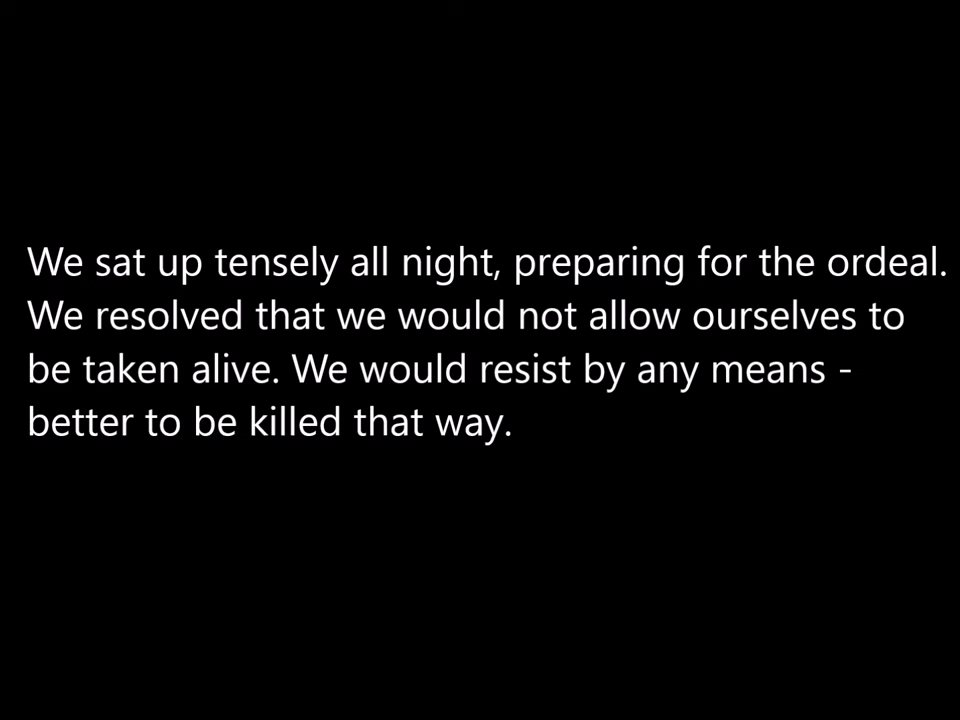 We sat up tensely all night, preparing for the ordeal.
We resolved that we would not allow ourselves to
be taken alive. We would resist by any means -
better to be killed that way.